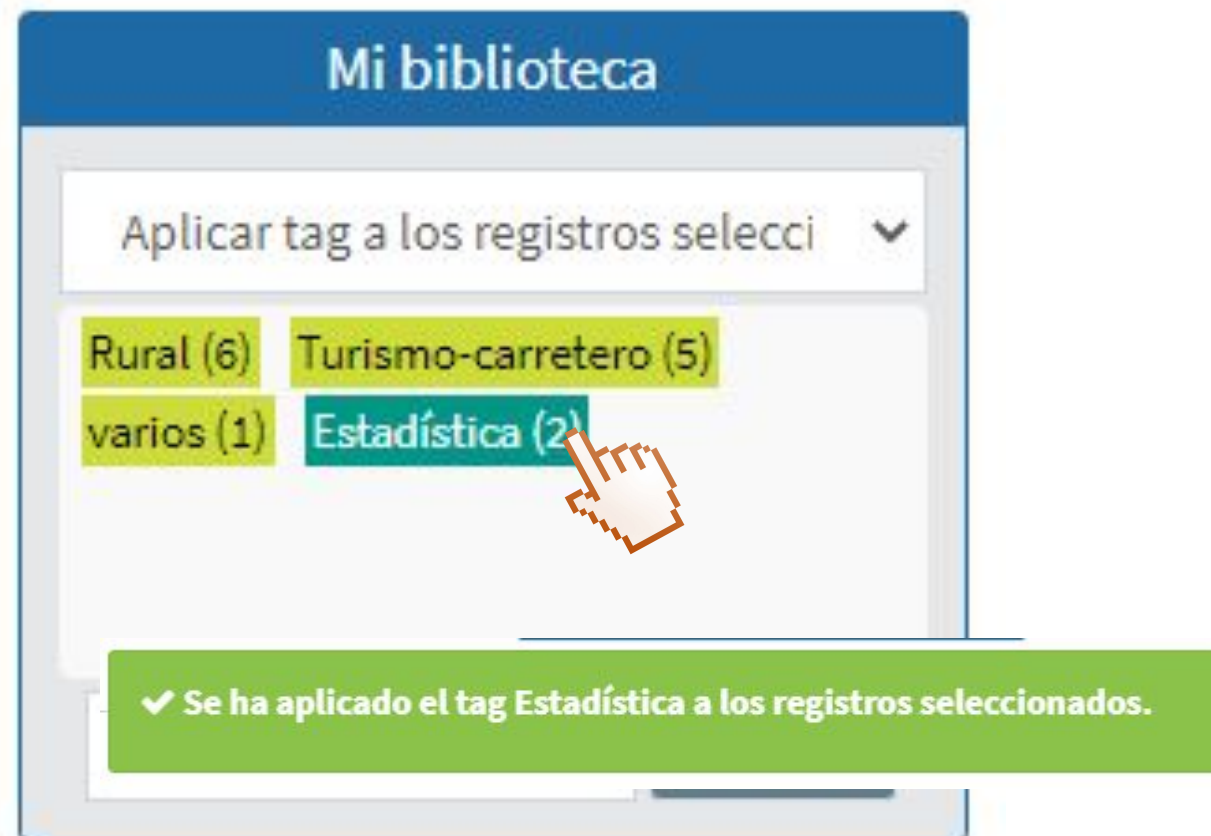 Mi biblioteca
Aplicar tag a los registros selecci
Rural (6) Turismo-carretero (5)
varios (1) Estadística (2)
Se ha aplicado el tag Estadística a los registros seleccionados.